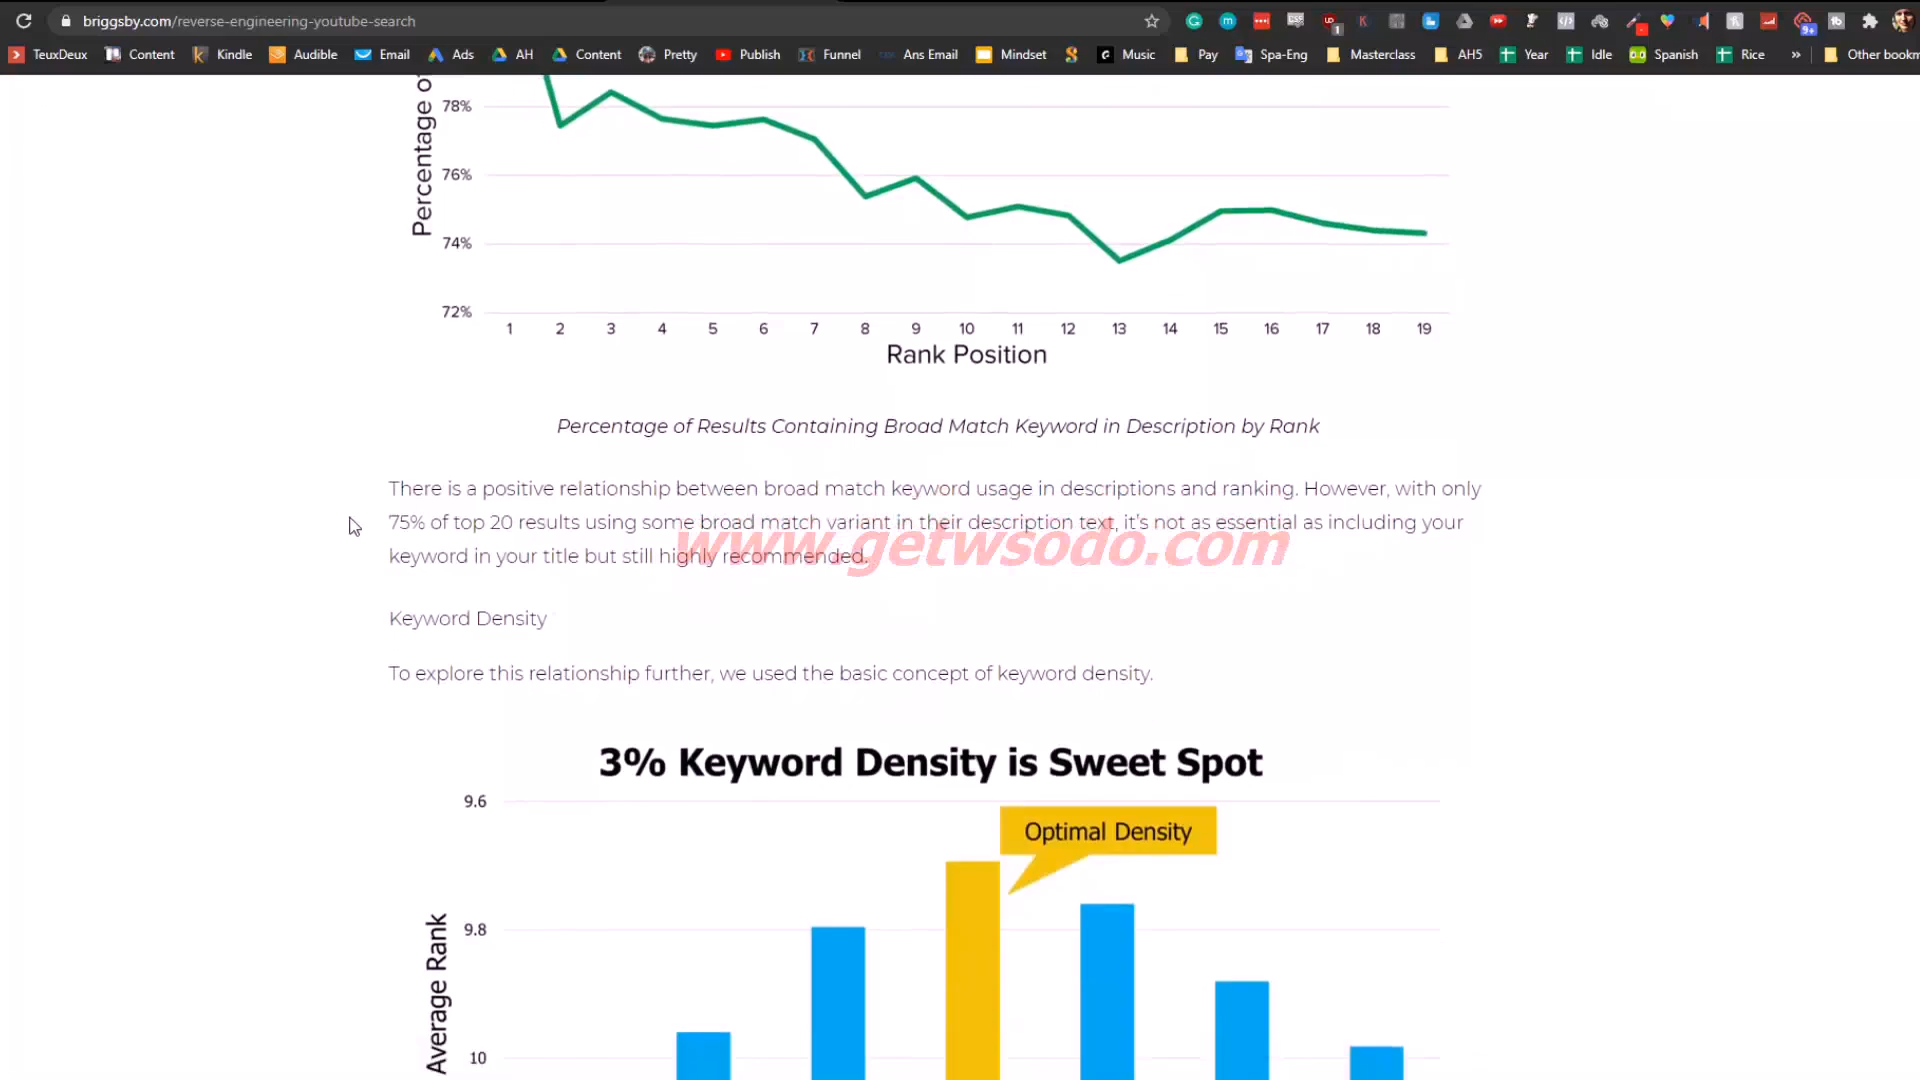 briggsby.com/reverse-engineering-youtube-search
TeuxDeux Content Kindle Audible Email Ads AH Content Pretty Publish Funnel Ans Email Mindset Music Pay Spa-Eng Masterclass AH5 Year Idle Spanish Rice » Other bookm
Percentage o
78%
76%
74%
72%
1 2 3 4 5 6 7 8 9 10 11 12 13 14 15 16 17 18 19
Rank Position
Percentage of Results Containing Broad Match Keyword in Description by Rank
There is a positive relationship between broad match keyword usage in descriptions and ranking. However, with only
75% of top 20 results using some broad match variant in their description text, it's not as essential as including your
keyword in your title but still highly recommended.
www.getwsodo.com
Keyword Density
To explore this relationship further, we used the basic concept of keyword density.
3% Keyword Density is Sweet Spot
9.6
Optimal Density
9.8
Average Rank
10